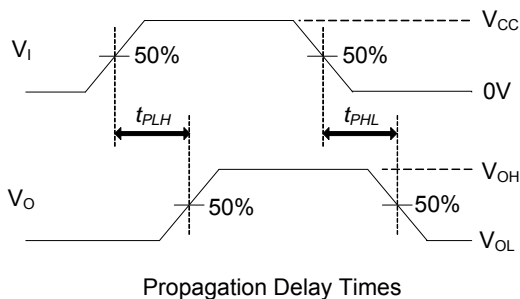 V_CC
V_I
50%
50%
0V
t_PLH
t_PHL
V_OH
V_O
50%
50%
V_OL
Propagation Delay Times